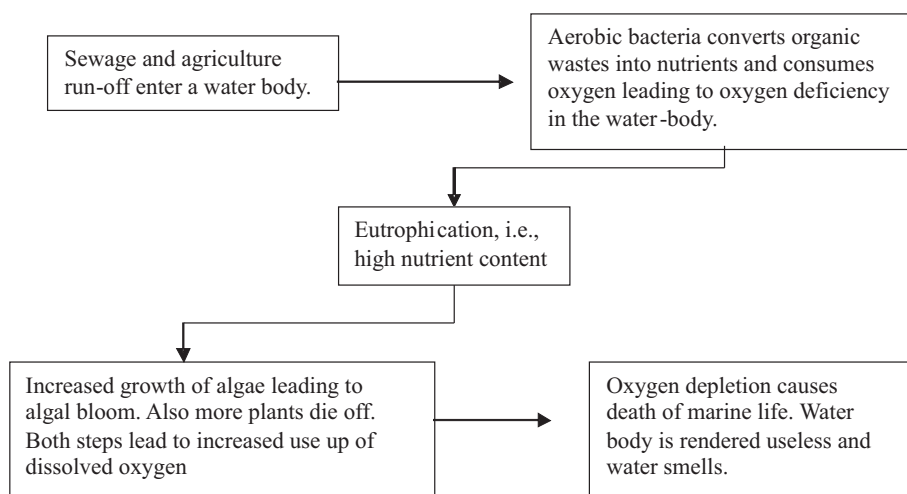 Sewage and agriculture
run-off enter a water body.
Aerobic bacteria converts organic
wastes into nutrients and consumes
oxygen leading to oxygen deficiency
in the water-body.
Eutrophication, i.e.,
high nutrient content
Increased growth of algae leading to
algal bloom. Also more plants die off.
Both steps lead to increased use up of
dissolved oxygen
Oxygen depletion causes
death of marine life. Water
body is rendered useless and
water smells.